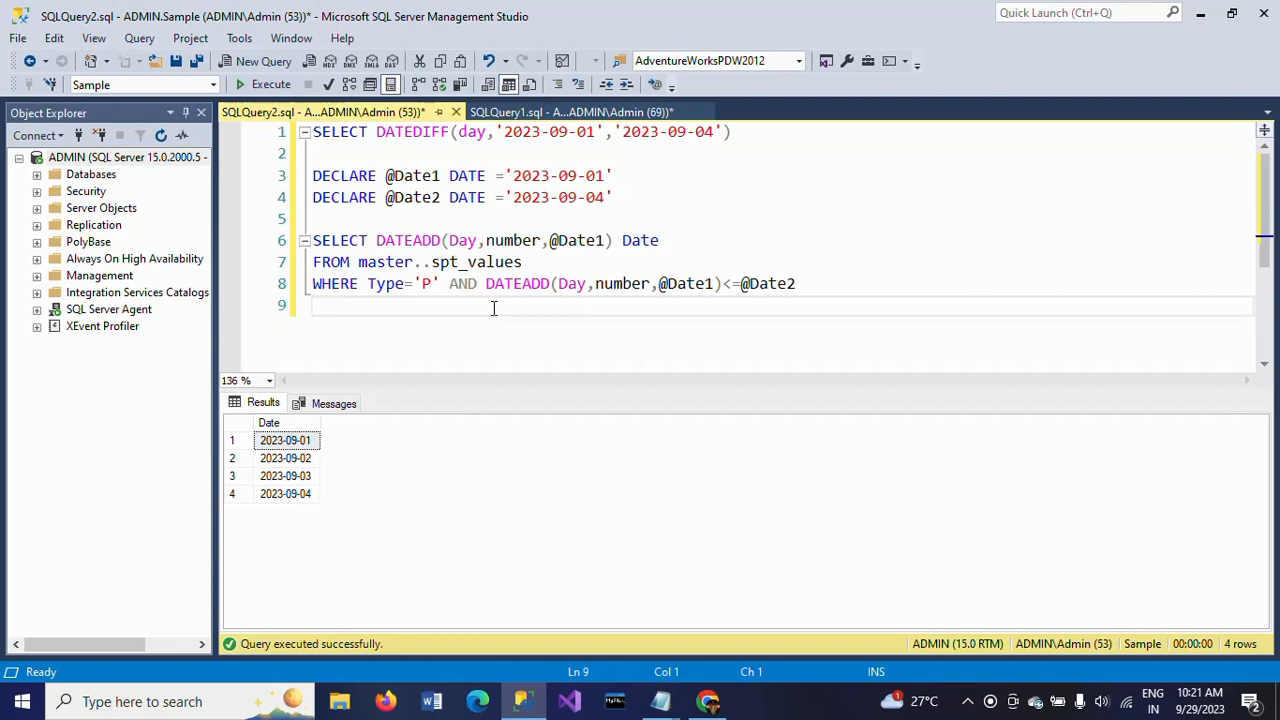 SQLQuery2.sql - ADMIN.Sample (ADMIN\Admin (53))* - Microsoft SQL Server Management Studio
Quick Launch (Ctrl+Q)
File Edit View Query Project Tools Window Help
New Query AdventureWorksPDW2012
Sample Execute
Object Explorer
SQLQuery2.sql - A...ADMIN\Admin (53))* SQLQuery1.sql - A...ADMIN\Admin (69))*
Connect
ADMIN (SQL Server 15.0.2000.5 -
Databases
Security
Server Objects
Replication
PolyBase
Always On High Availability
Management
Integration Services Catalogs
SQL Server Agent
XEvent Profiler
1 SELECT DATEDIFF(day,'2023-09-01','2023-09-04')
2
3 DECLARE @Date1 DATE ='2023-09-01'
4 DECLARE @Date2 DATE ='2023-09-04'
5
6 SELECT DATEADD(Day,number,@Date1) Date
7 FROM master..spt_values
8 WHERE Type='P' AND DATEADD(Day,number,@Date1)<=@Date2
9
136 %
Results Messages
Date
1 2023-09-01
2 2023-09-02
3 2023-09-03
4 2023-09-04
Query executed successfully. ADMIN (15.0 RTM) ADMIN\Admin (53) Sample 00:00:00 4 rows
Ready Ln 9 Col 1 Ch 1 INS
Type here to search 27°C ENG IN 10:21 AM 9/29/2023